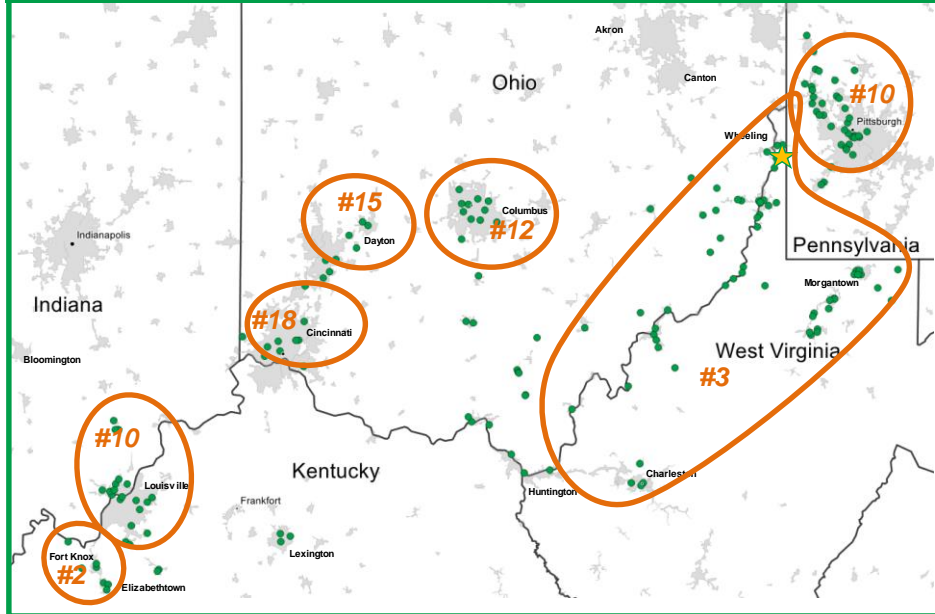 Akron
Ohio
Canton
#10
Pittsburgh
Wheeling
#15
Columbus
#12
Dayton
Indianapolis
Pennsylvania
Morgantown
Indiana
#18
Cincinnati
West Virginia
Bloomington
#3
#10
Kentucky
Charleston
Louisville
Huntington
Frankfort
Lexington
Fort Knox
#2
Elizabethtown